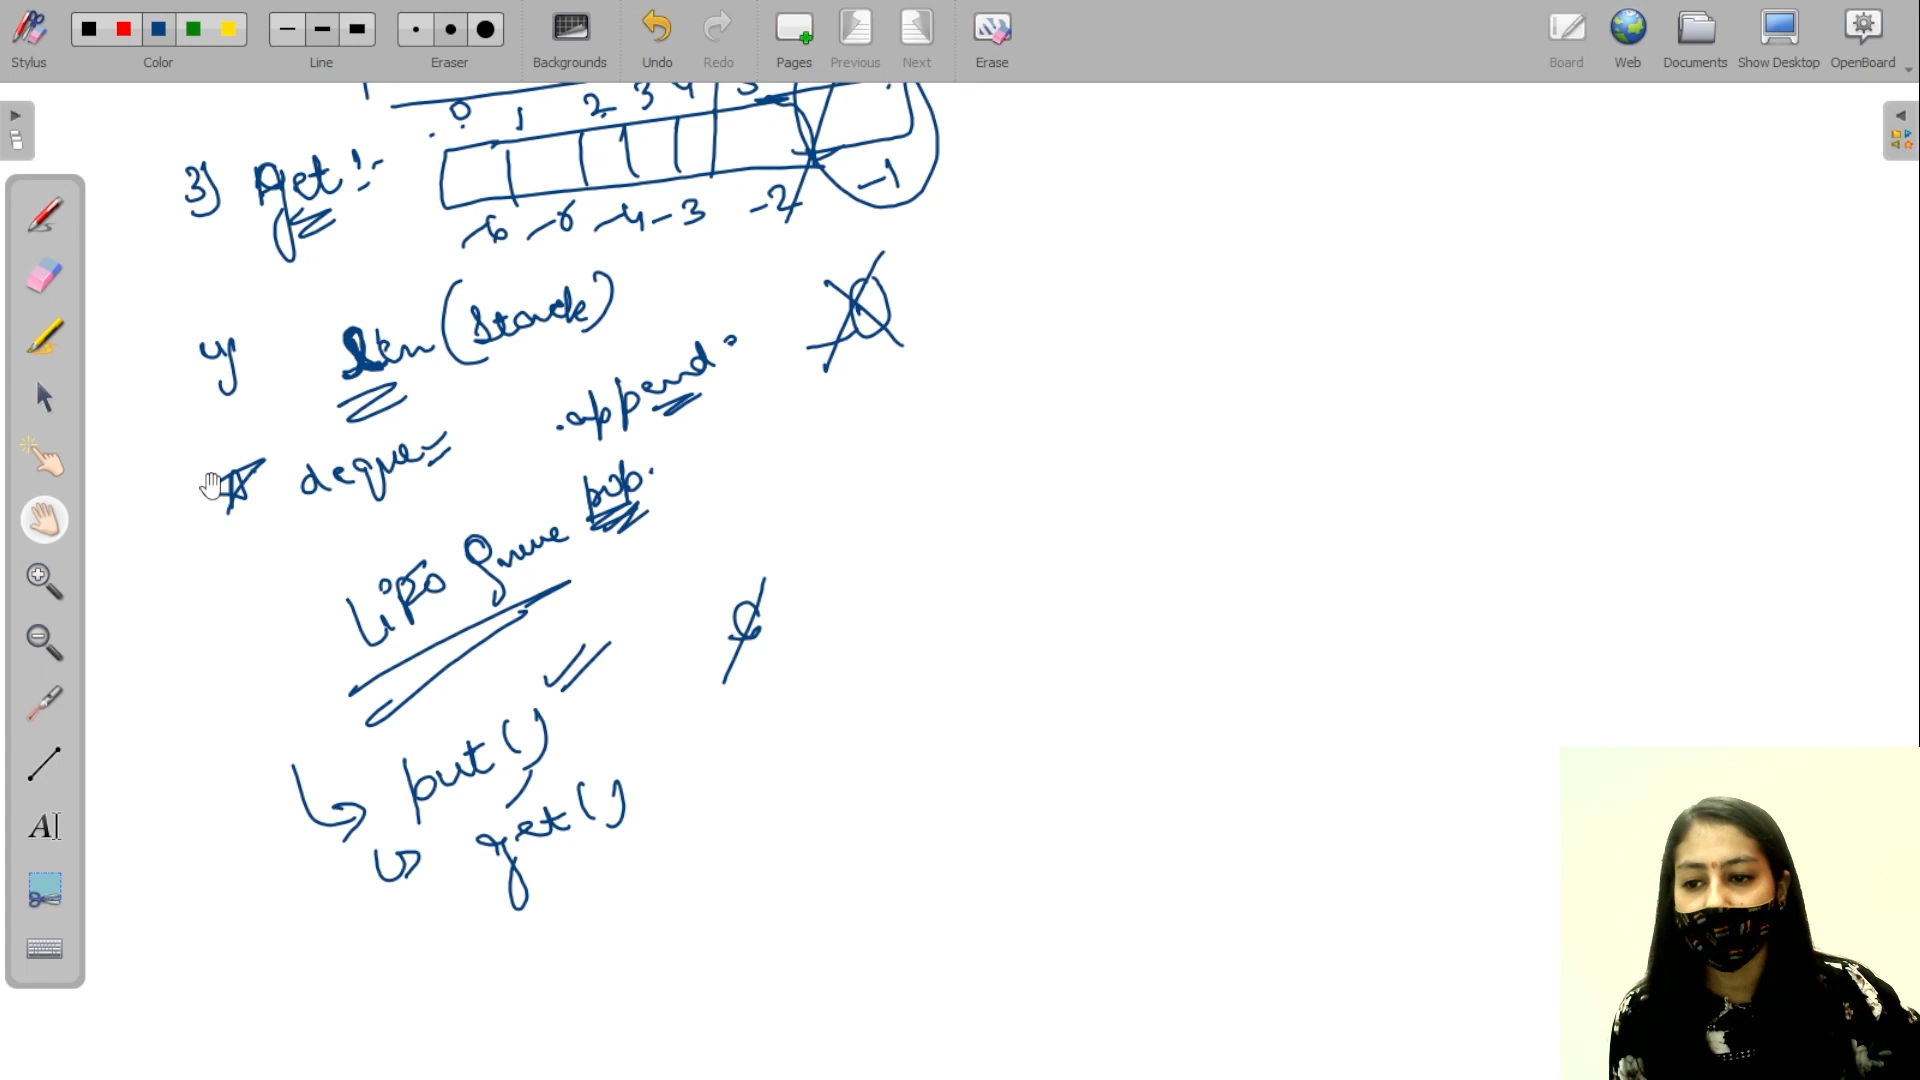 Stylus Color Line Eraser Backgrounds Undo Redo Pages Previous Next Erase Board Web Documents Show Desktop OpenBoard
0 1 2 3 4 5
3) get :-
-1
-6 -5 -4 -3 -2
4) len (Stack)
.append
deque
pop.
LiFo Queue
put()
get()